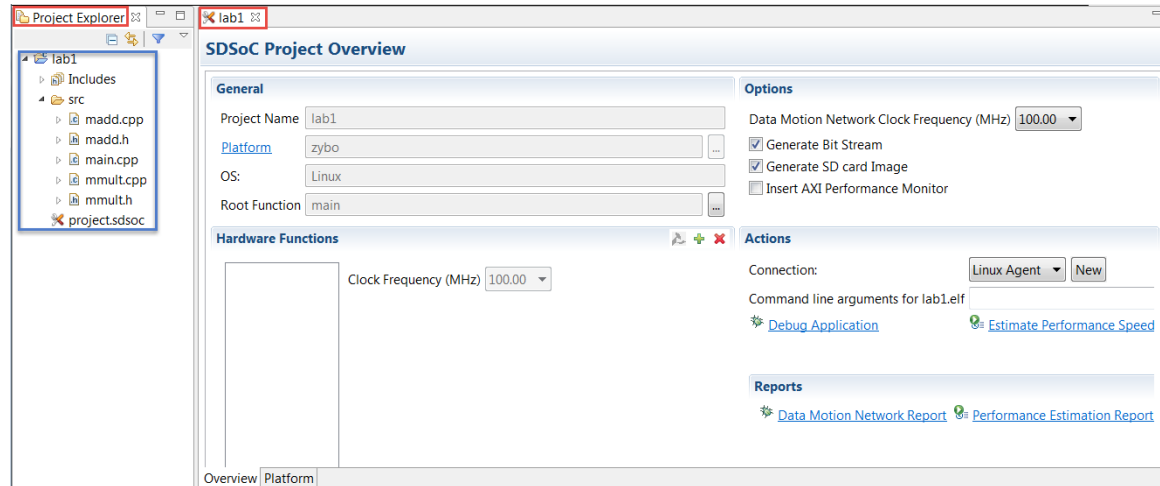 Project Explorer
lab1
Includes
src
madd.cpp
madd.h
main.cpp
mmult.cpp
mmult.h
project.sdsoc
lab1
SDSoC Project Overview
General
Project Name lab1
Platform zybo ...
OS: Linux
Root Function main ...
Hardware Functions
Clock Frequency (MHz) 100.00
Options
Data Motion Network Clock Frequency (MHz) 100.00
Generate Bit Stream
Generate SD card Image
Insert AXI Performance Monitor
Actions
Connection: Linux Agent New
Command line arguments for lab1.elf
Debug Application Estimate Performance Speed
Reports
Data Motion Network Report Performance Estimation Report
Overview Platform